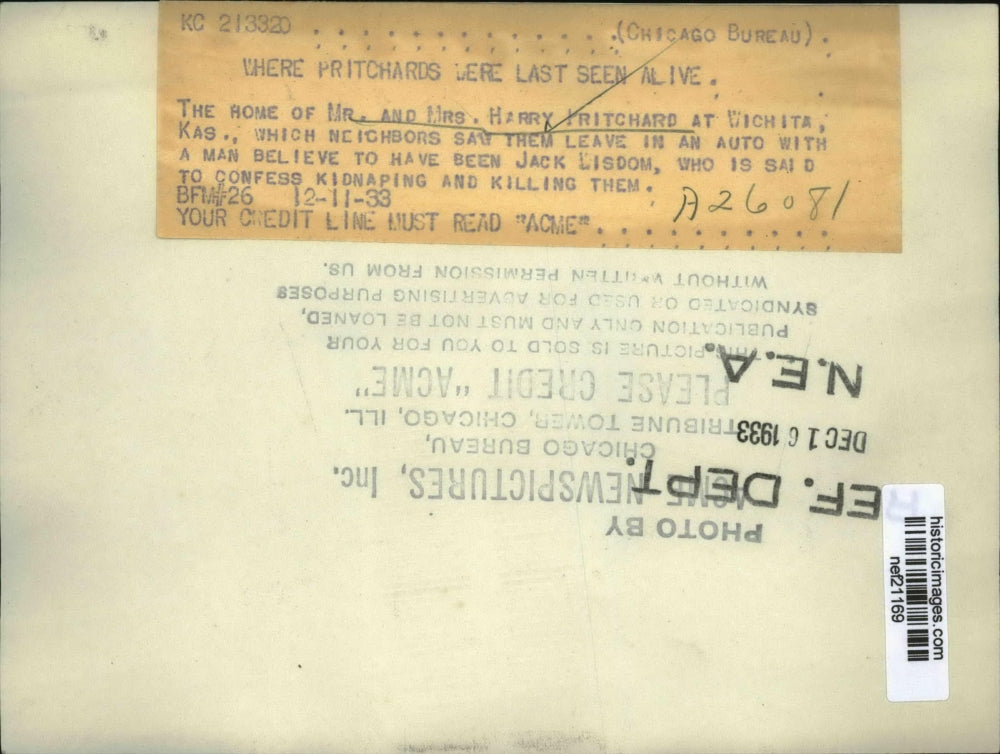 KC 213320 . . . . . . . . . . . . . .(CHICAGO BUREAU) .
WHERE PRITCHARDS WERE LAST SEEN ALIVE .
THE HOME OF MR. AND MRS. HARRY PRITCHARD AT WICHITA,
KAS., WHICH NEIGHBORS SAW THEM LEAVE IN AN AUTO WITH
A MAN BELIEVE TO HAVE BEEN JACK WISDOM, WHO IS SAID
TO CONFESS KIDNAPING AND KILLING THEM.
BFM#26 12-11-33
A26081
YOUR CREDIT LINE MUST READ "ACME". . . . . . . . . .
PHOTO BY
ACME NEWSPICTURES, Inc.
CHICAGO BUREAU,
TRIBUNE TOWER, CHICAGO, ILL.
PLEASE CREDIT "ACME"
THIS PICTURE IS SOLD TO YOU FOR YOUR
PUBLICATION ONLY AND MUST NOT BE LOANED,
SYNDICATED OR USED FOR ADVERTISING PURPOSES
WITHOUT WRITTEN PERMISSION FROM US.
EF. DEPT.
DEC 16 1933
N.E.A.
historicimages.com
nef21169